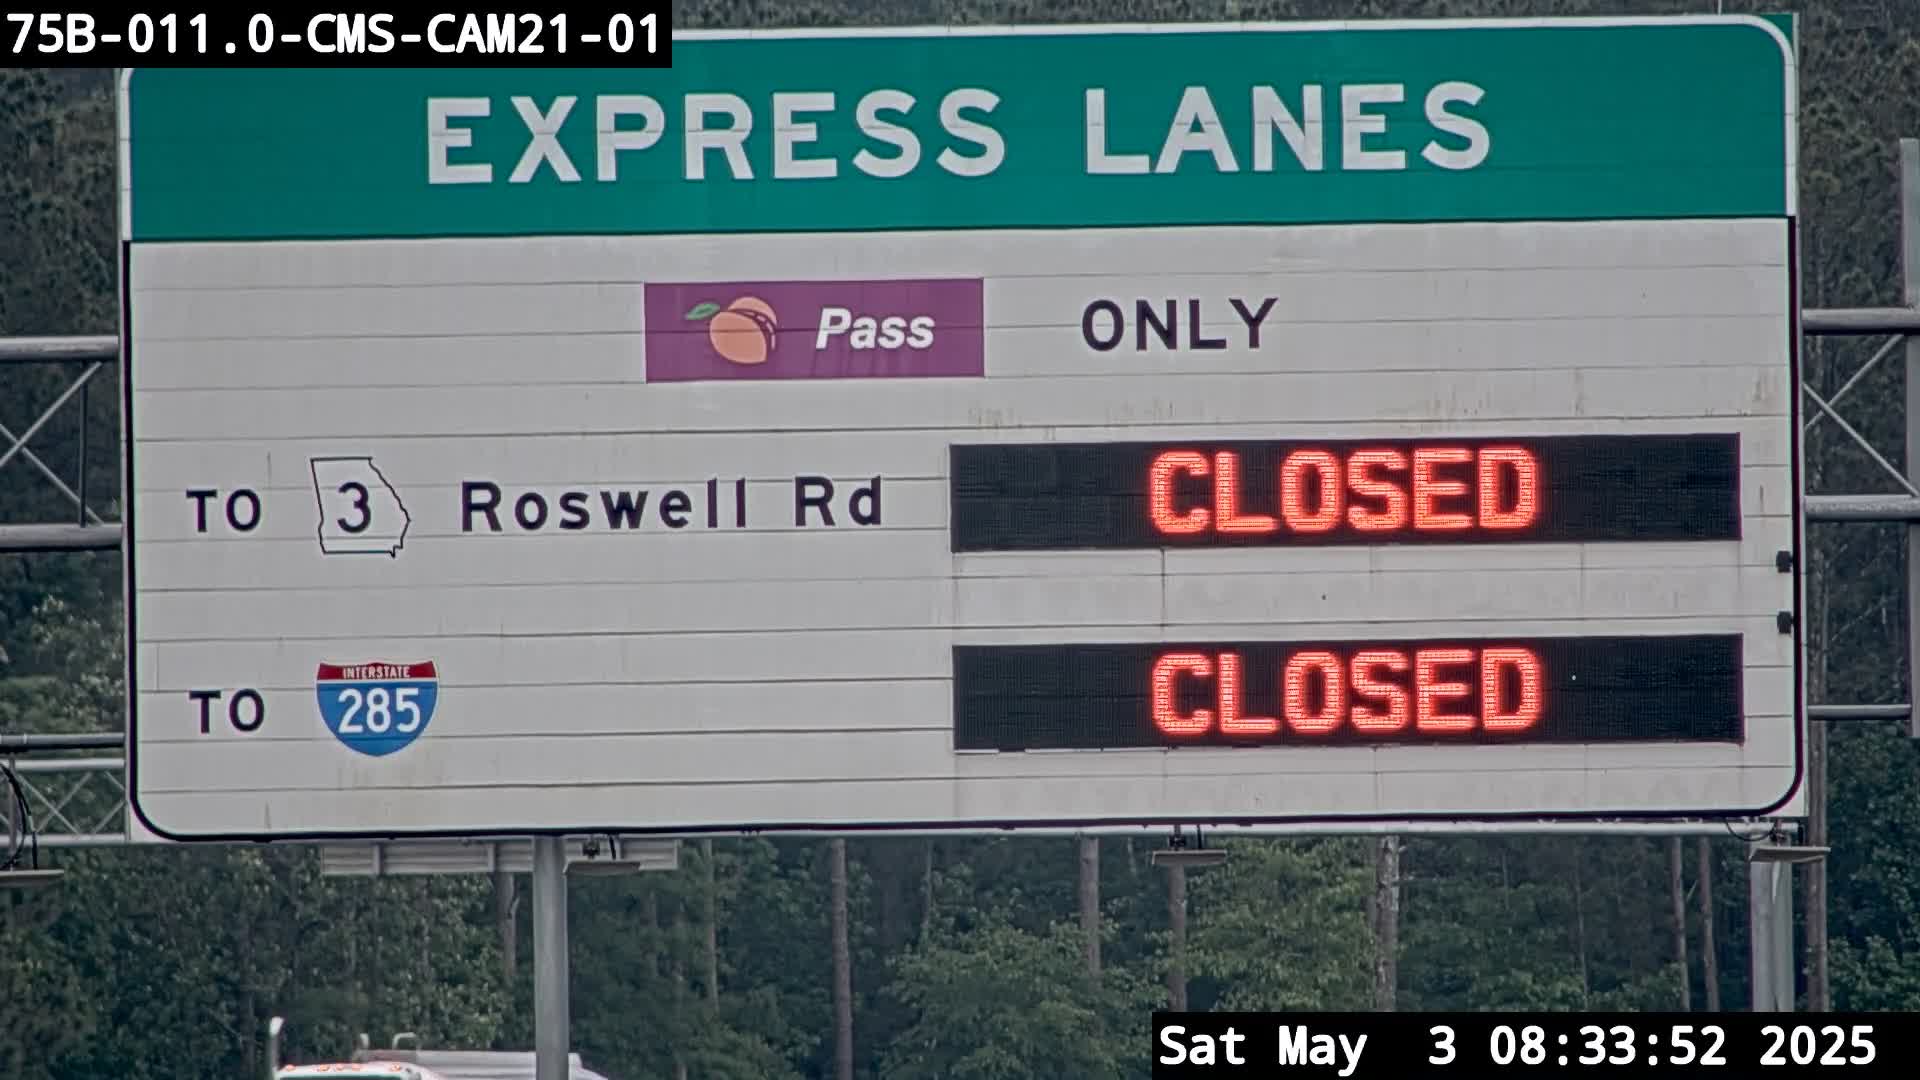 75B-011.0-CMS-CAM21-01
EXPRESS LANES
Pass ONLY
TO 3 Roswell Rd CLOSED
INTERSTATE
TO 285 CLOSED
Sat May 3 08:33:52 2025